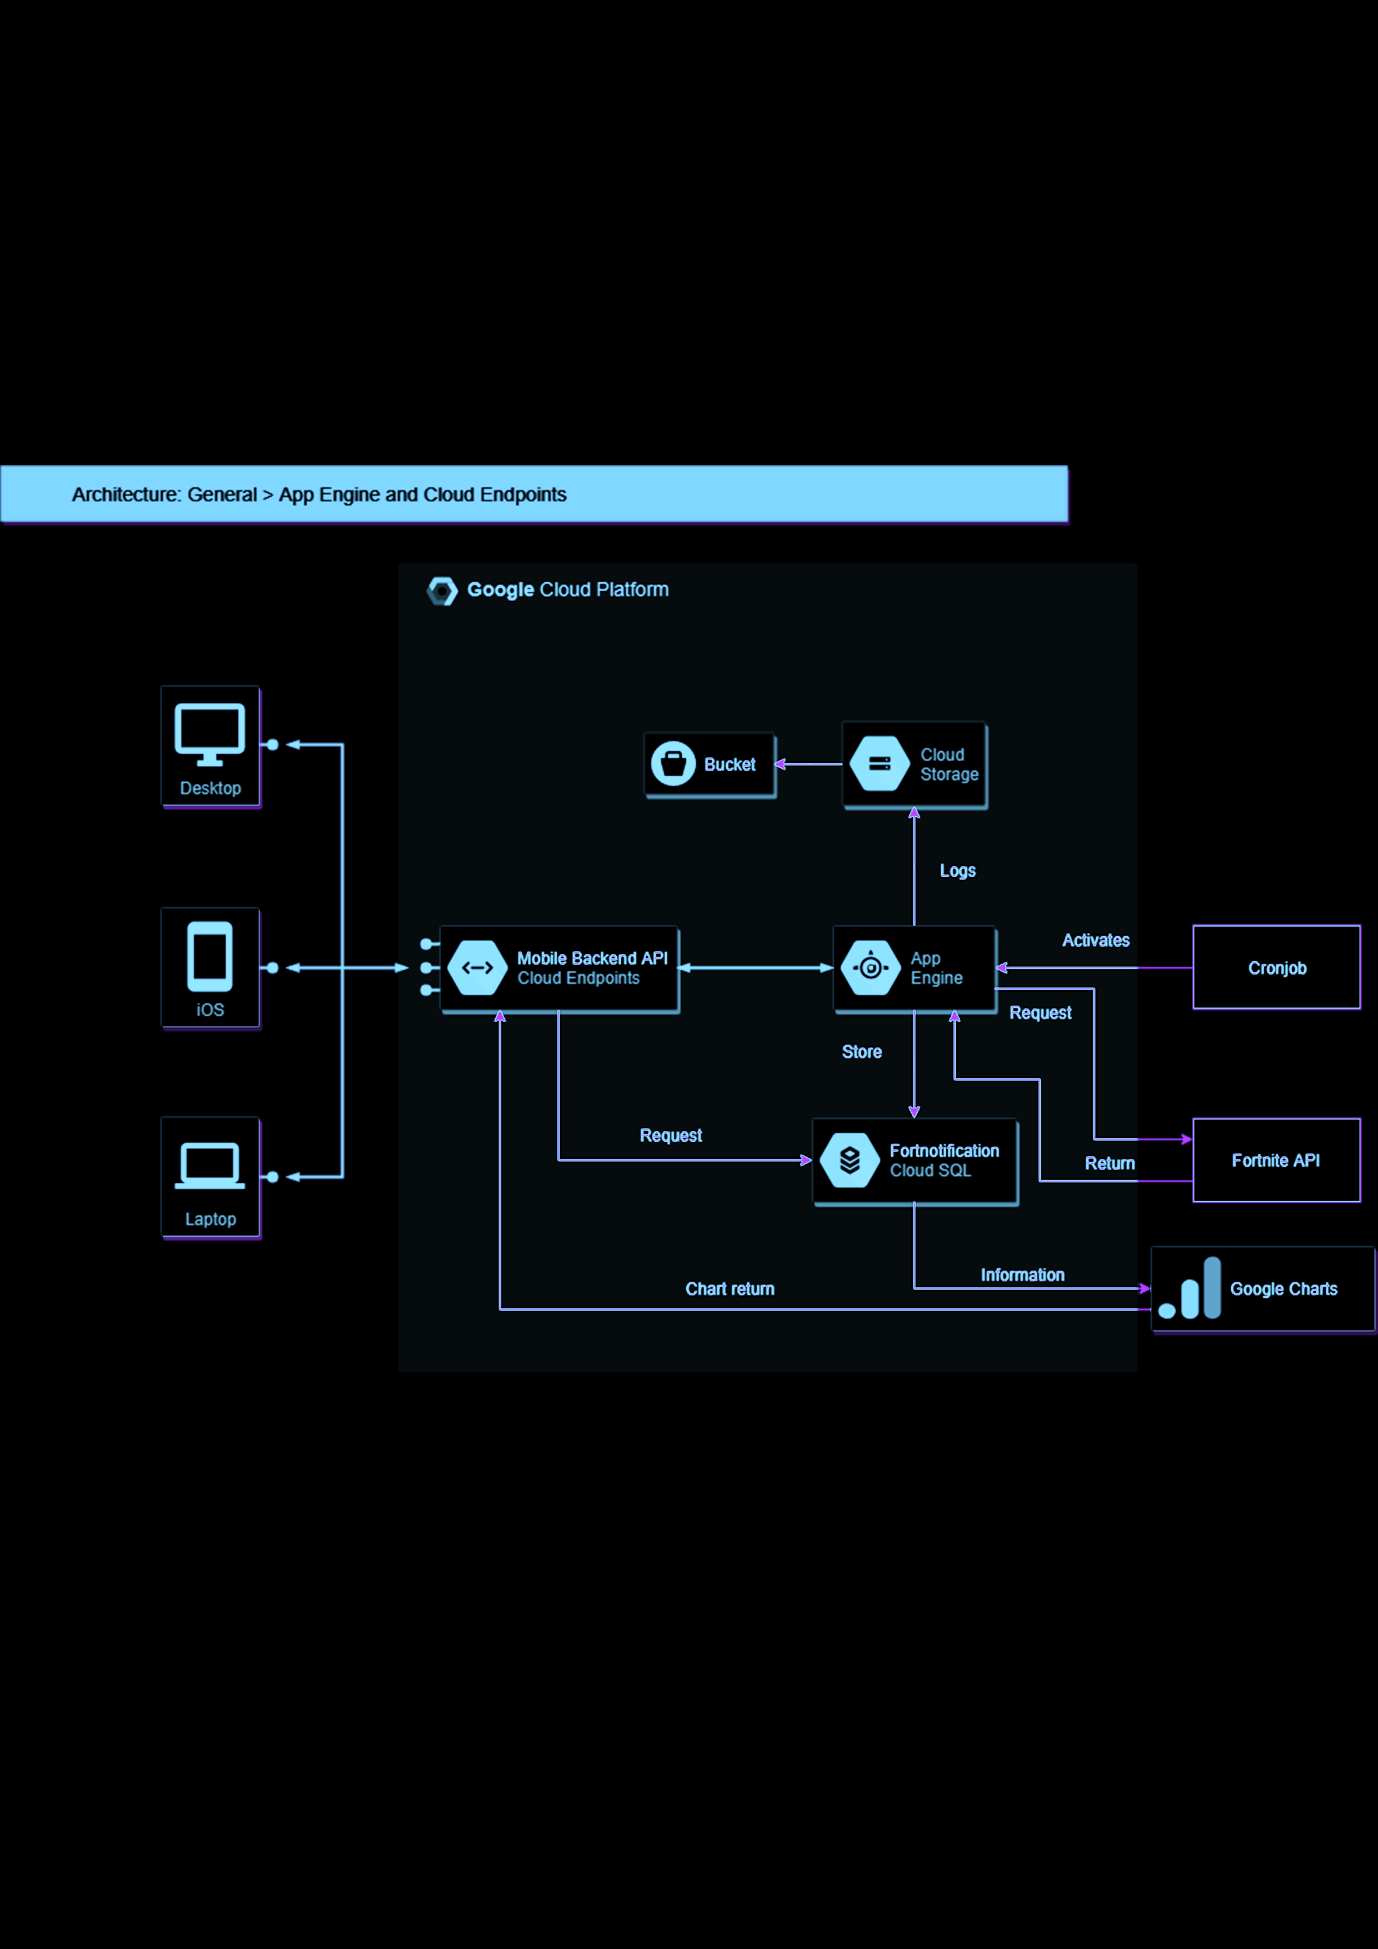 Architecture: General > App Engine and Cloud Endpoints
Google Cloud Platform
Desktop
Bucket
Cloud
Storage
Logs
iOS
Mobile Backend API
Cloud Endpoints
App
Engine
Activates
Cronjob
Request
Store
Request
Fortnotification
Cloud SQL
Return
Fortnite API
Laptop
Information
Chart return
Google Charts